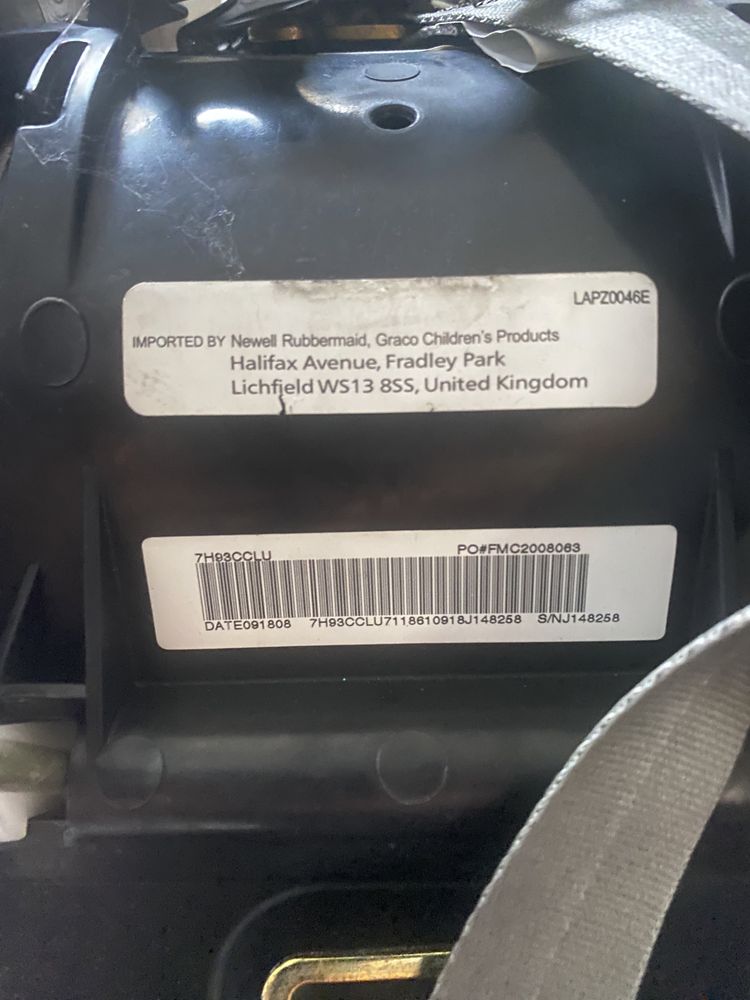 LAPZ0046E
IMPORTED BY Newell Rubbermaid, Graco Children's Products
Halifax Avenue, Fradley Park
Lichfield WS13 8SS, United Kingdom
7H93CCLU PO#FMC2008063
DATE091808 7H93CCLU7118610918J148258 S/NJ148258